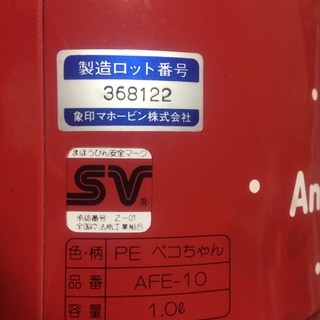 製造ロット番号
368122
象印マホービン株式会社
まほうびん安全マーク
SV®
承認番号 Z-01
全国魔法瓶工業組合
色・柄 PE ペコちゃん
品番 AFE-10
容量 1.0ℓ
An